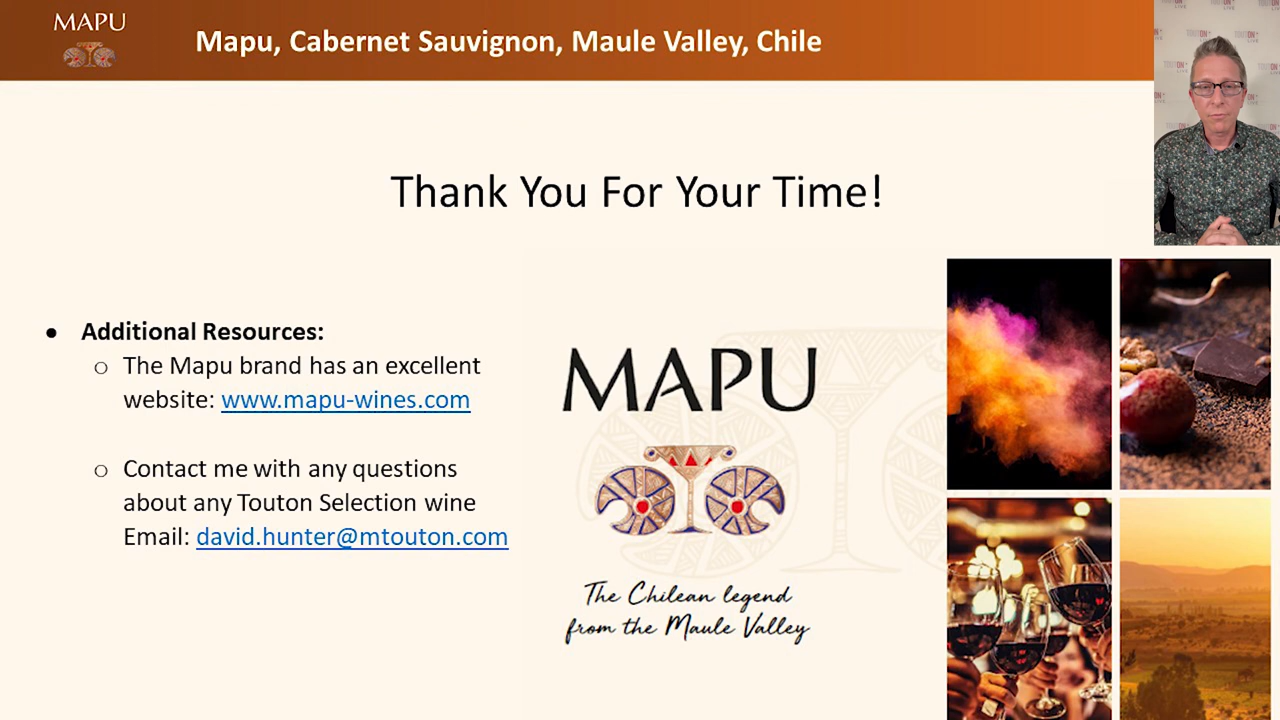 MAPU
Mapu, Cabernet Sauvignon, Maule Valley, Chile
Thank You For Your Time!
● Additional Resources:
○ The Mapu brand has an excellent
website: www.mapu-wines.com
○ Contact me with any questions
about any Touton Selection wine
Email: david.hunter@mtouton.com
MAPU
The Chilean legend
from the Maule Valley